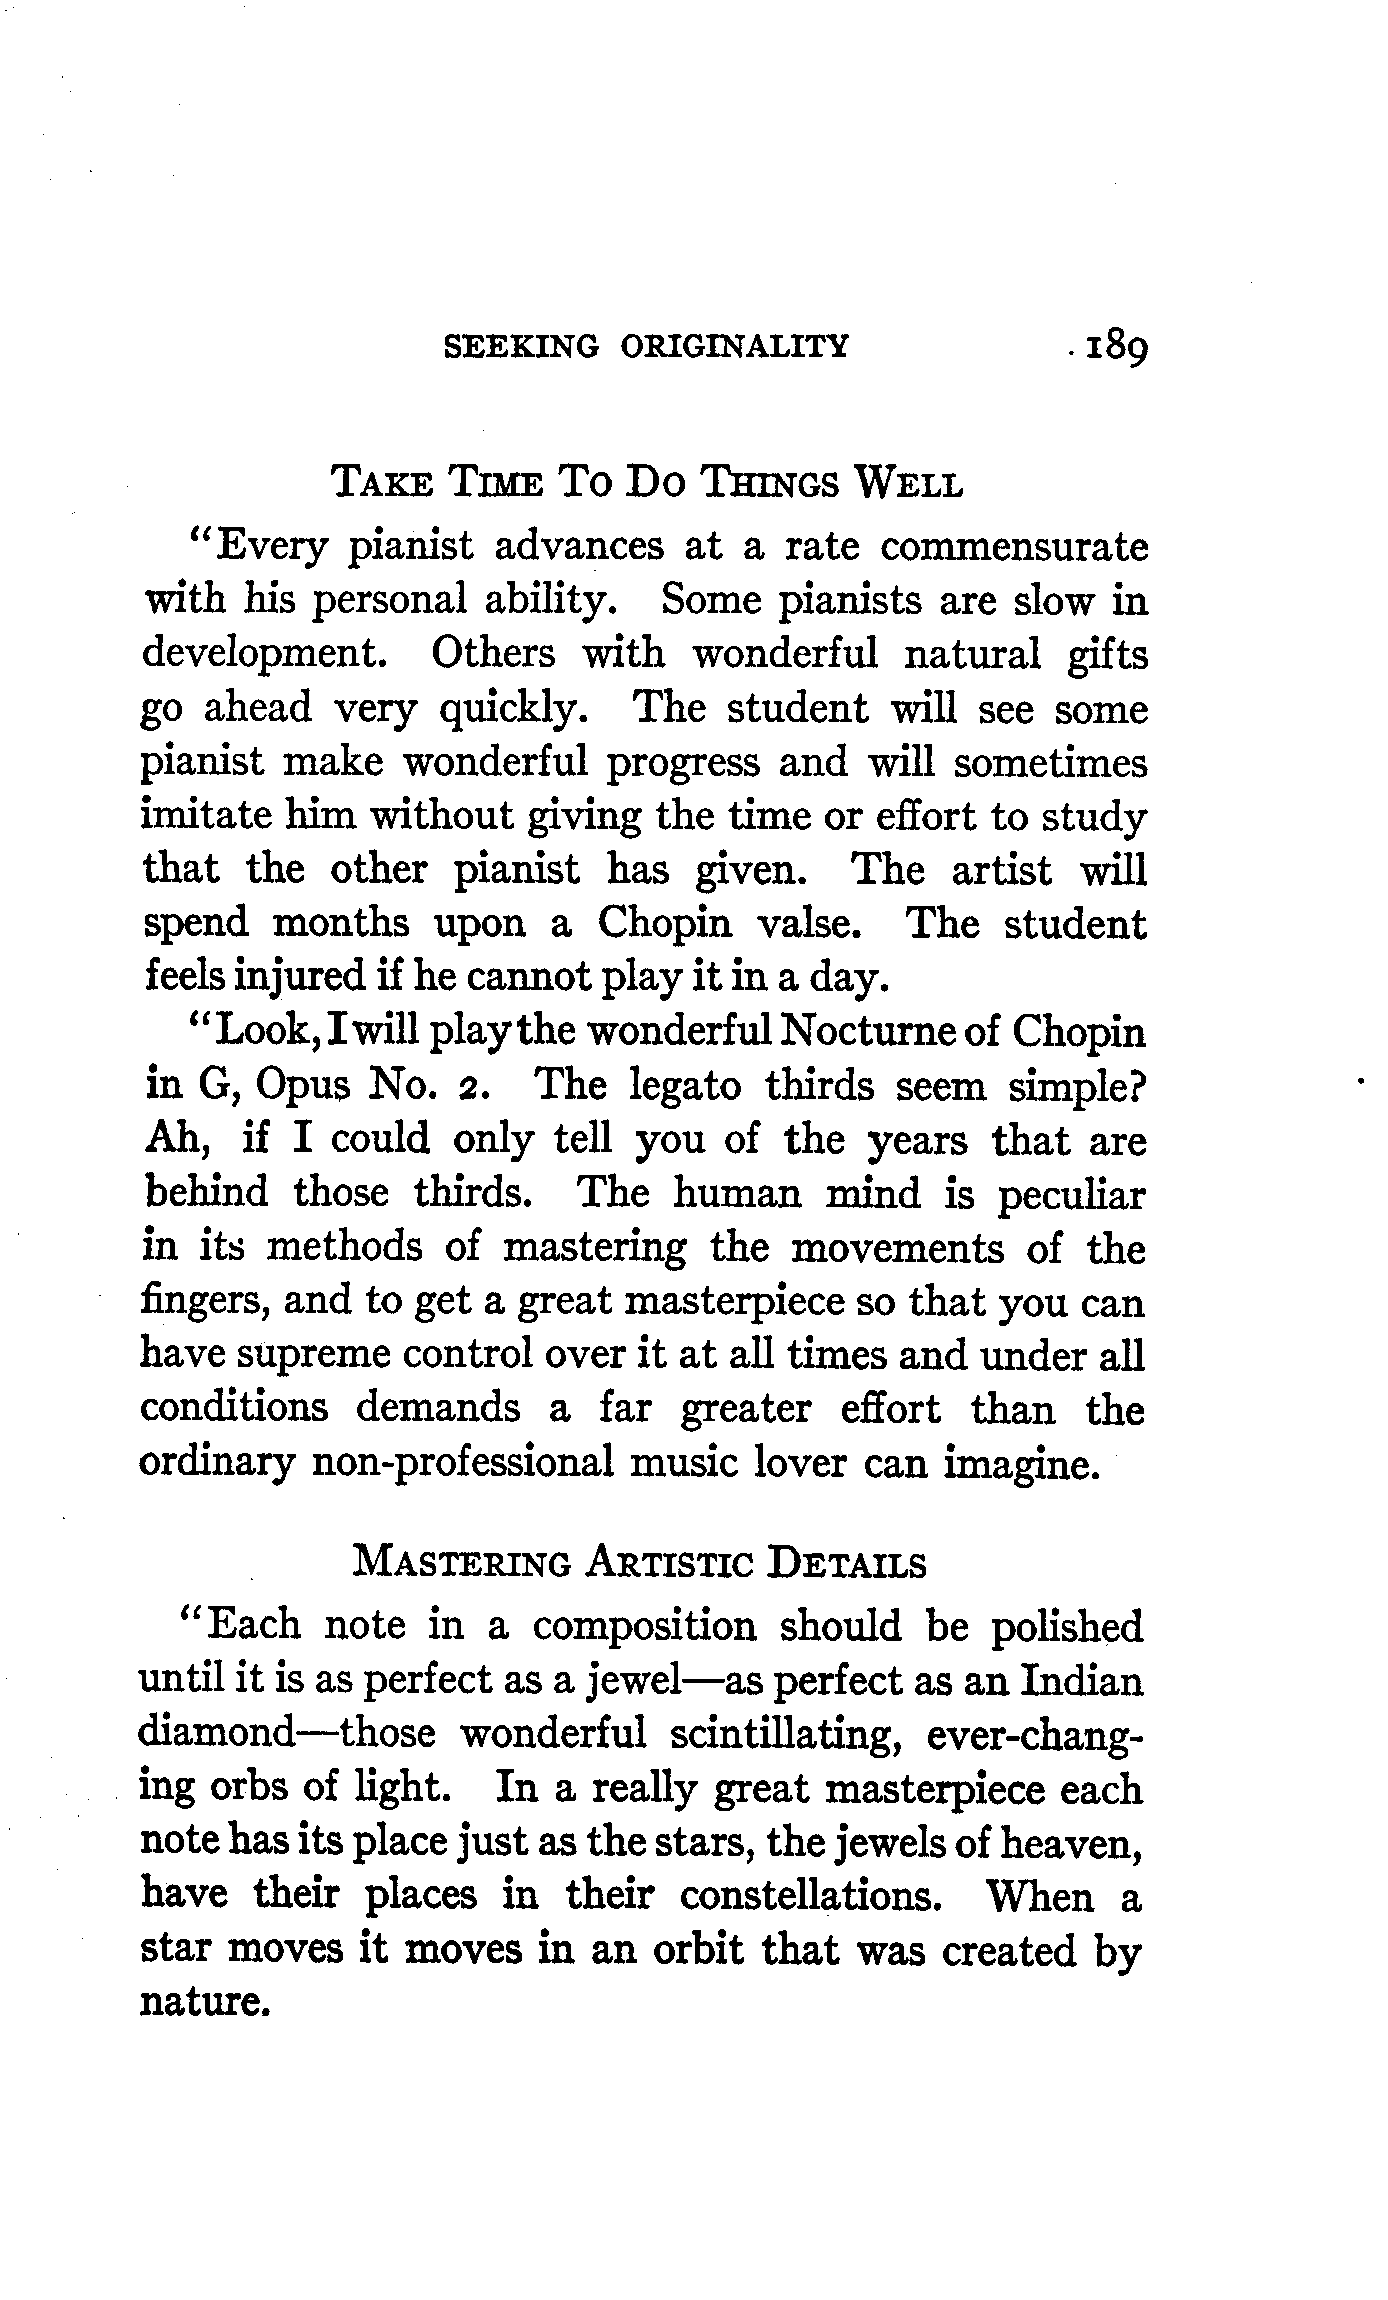 SEEKING ORIGINALITY 189
TAKE TIME TO DO THINGS WELL
“Every pianist advances at a rate commensurate
with his personal ability. Some pianists are slow in
development. Others with wonderful natural gifts
go ahead very quickly. The student will see some
pianist make wonderful progress and will sometimes
imitate him without giving the time or effort to study
that the other pianist has given. The artist will
spend months upon a Chopin valse. The student
feels injured if he cannot play it in a day.
“Look, I will play the wonderful Nocturne of Chopin
in G, Opus No. 2. The legato thirds seem simple?
Ah, if I could only tell you of the years that are
behind those thirds. The human mind is peculiar
in its methods of mastering the movements of the
fingers, and to get a great masterpiece so that you can
have supreme control over it at all times and under all
conditions demands a far greater effort than the
ordinary non-professional music lover can imagine.
MASTERING ARTISTIC DETAILS
“Each note in a composition should be polished
until it is as perfect as a jewel—as perfect as an Indian
diamond—those wonderful scintillating, ever-chang-
ing orbs of light. In a really great masterpiece each
note has its place just as the stars, the jewels of heaven,
have their places in their constellations. When a
star moves it moves in an orbit that was created by
nature.